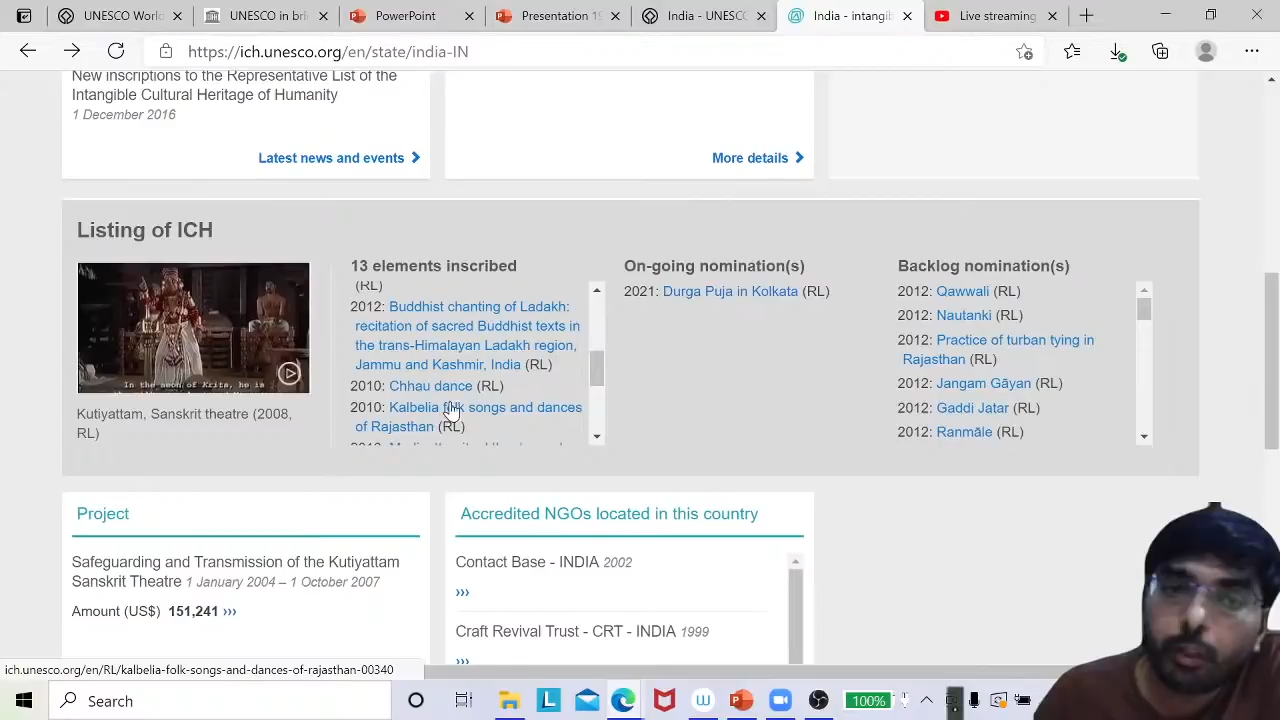 UNESCO in
(1) UNESCO bri
PowerPoint
Presentation 19
India - UNESC
India - intangib
Live streaming
https://ich.unesco.org/en/state/india-IN
New inscriptions to the Representative List of the
Intangible Cultural Heritage of Humanity
1 December 2016
Latest news and events
More details
Listing of ICH
In the aeon of Krita, he is
Kutiyattam, Sanskrit theatre (2008,
RL)
13 elements inscribed
(RL)
2012: Buddhist chanting of Ladakh:
recitation of sacred Buddhist texts in
the trans-Himalayan Ladakh region,
Jammu and Kashmir, India (RL)
2010: Chhau dance (RL)
2010: Kalbelia folk songs and dances
of Rajasthan (RL)
On-going nomination(s)
2021: Durga Puja in Kolkata (RL)
Backlog nomination(s)
2012: Qawwali (RL)
2012: Nautanki (RL)
2012: Practice of turban tying in
Rajasthan (RL)
2012: Jangam Gāyan (RL)
2012: Gaddi Jatar (RL)
2012: Ranmāle (RL)
Project
Safeguarding and Transmission of the Kutiyattam
Sanskrit Theatre 1 January 2004 – 1 October 2007
Amount (US$) 151,241 ›››
Accredited NGOs located in this country
Contact Base - INDIA 2002
›››
Craft Revival Trust - CRT - INDIA 1999
›››
ich.unesco.org/en/RL/kalbelia-folk-songs-and-dances-of-rajasthan-00340
Search
100%